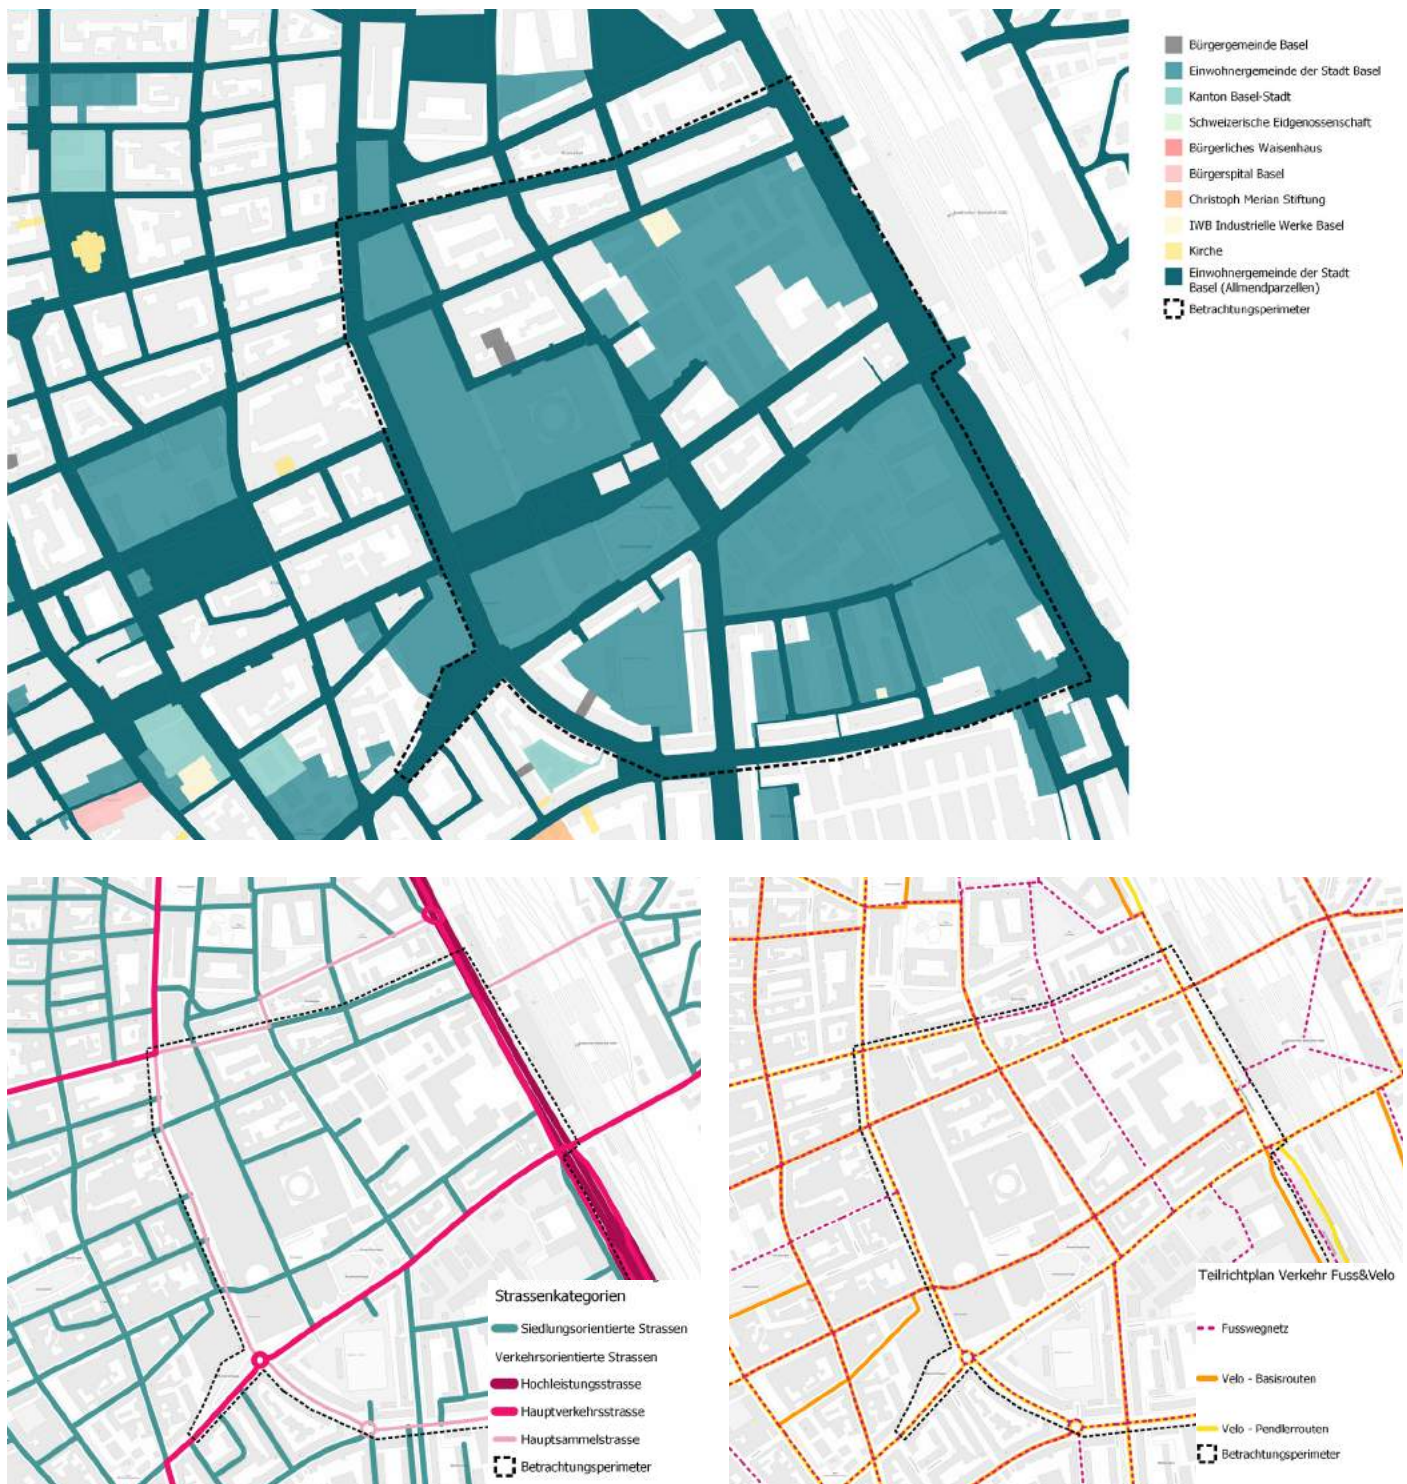 Bürgergemeinde Basel
Einwohnergemeinde der Stadt Basel
Kanton Basel-Stadt
Schweizerische Eidgenossenschaft
Bürgerliches Waisenhaus
Bürgerspital Basel
Christoph Merian Stiftung
IWB Industrielle Werke Basel
Kirche
Einwohnergemeinde der Stadt
Basel (Allmendparzellen)
Betrachtungsperimeter
Strassenkategorien
Siedlungsorientierte Strassen
Verkehrsorientierte Strassen
Hochleistungsstrasse
Hauptverkehrsstrasse
Hauptsammelstrasse
Betrachtungsperimeter
Teilrichtplan Verkehr Fuss&Velo
Fusswegnetz
Velo - Basisrouten
Velo - Pendlerrouten
Betrachtungsperimeter